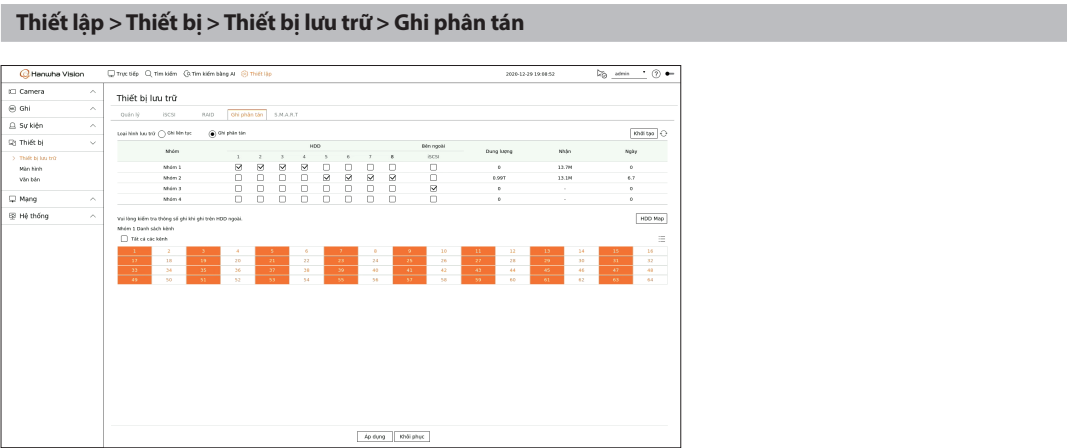 Thiết lập > Thiết bị > Thiết bị lưu trữ > Ghi phân tán
Hanwha Vision Trực tiếp Tìm kiếm Tìm kiếm bằng AI Thiết lập 2020-12-29 19:08:52 admin
Camera
Ghi
Sự kiện
Thiết bị
Thiết bị lưu trữ
Màn hình
Văn bản
Mạng
Hệ thống
Thiết bị lưu trữ
Quản lý iSCSI RAID Ghi phân tán S.M.A.R.T
Loại hình lưu trữ Ghi liên tục Ghi phân tán Khởi tạo
Nhóm HDD Bên ngoài Dung lượng Nhận Ngày
1 2 3 4 5 6 7 8 iSCSI
Nhóm 1 0 13.7M 0
Nhóm 2 0.99T 13.1M 6.7
Nhóm 3 0 - 0
Nhóm 4 0 - 0
Vui lòng kiểm tra thông số ghi khi ghi trên HDD ngoài. HDD Map
Nhóm 1 Danh sách kênh
Tất cả các kênh
1 2 3 4 5 6 7 8 9 10 11 12 13 14 15 16
17 18 19 20 21 22 23 24 25 26 27 28 29 30 31 32
33 34 35 36 37 38 39 40 41 42 43 44 45 46 47 48
49 50 51 52 53 54 55 56 57 58 59 60 61 62 63 64
Áp dụng Khôi phục